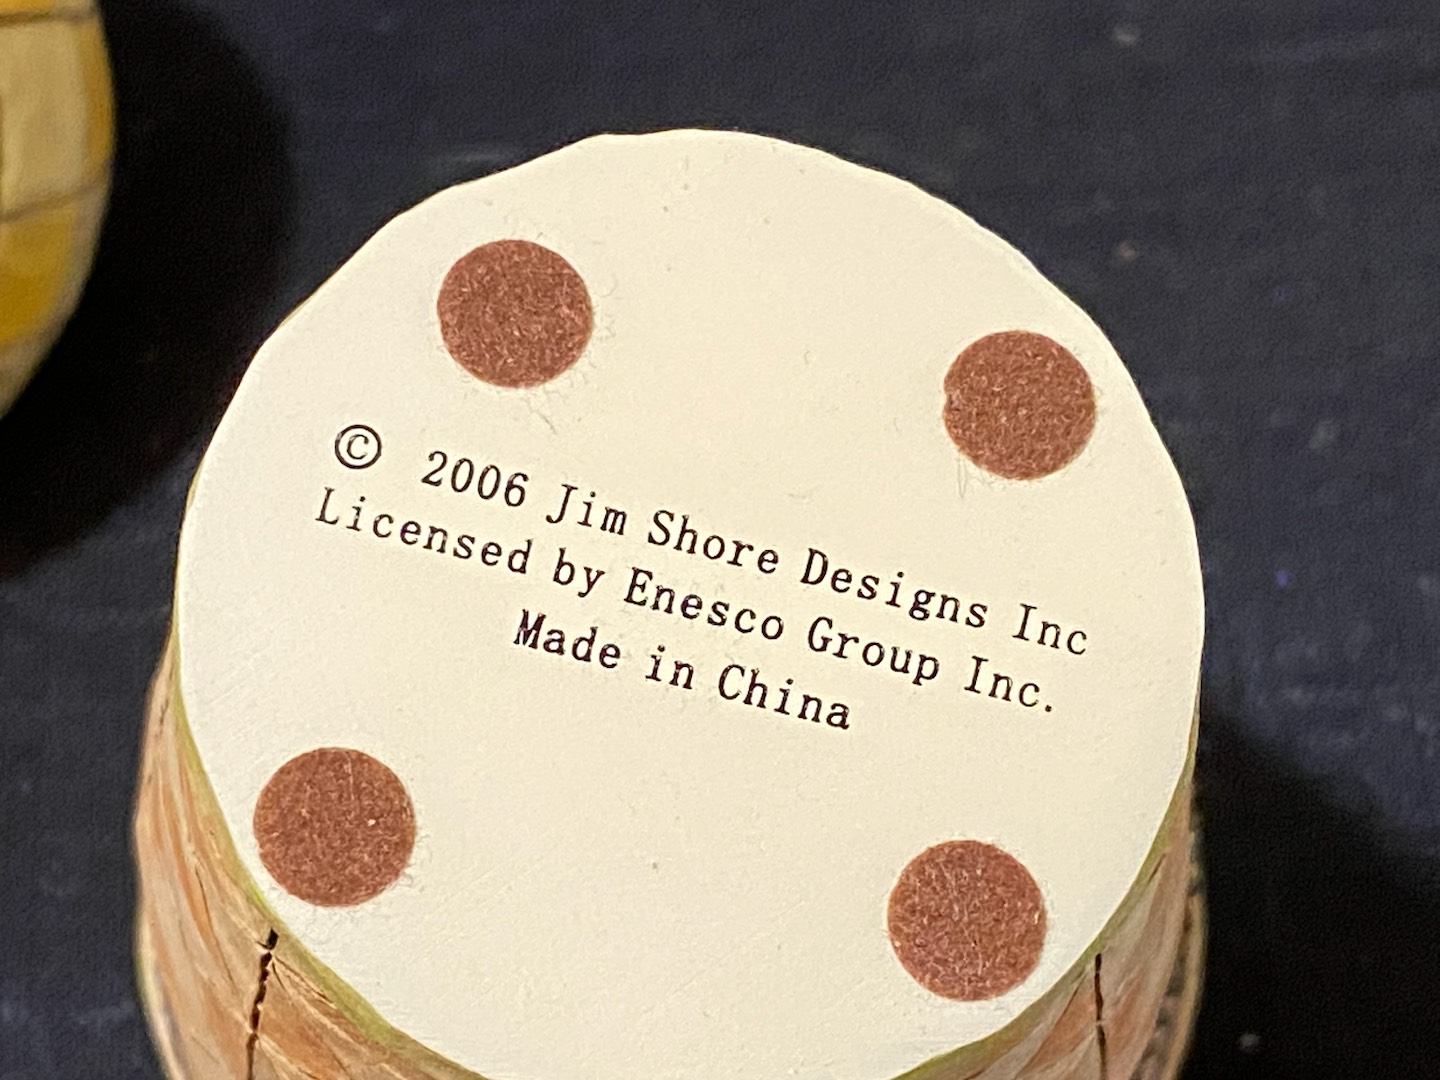 © 2006 Jim Shore Designs Inc
Licensed by Enesco Group Inc.
Made in China